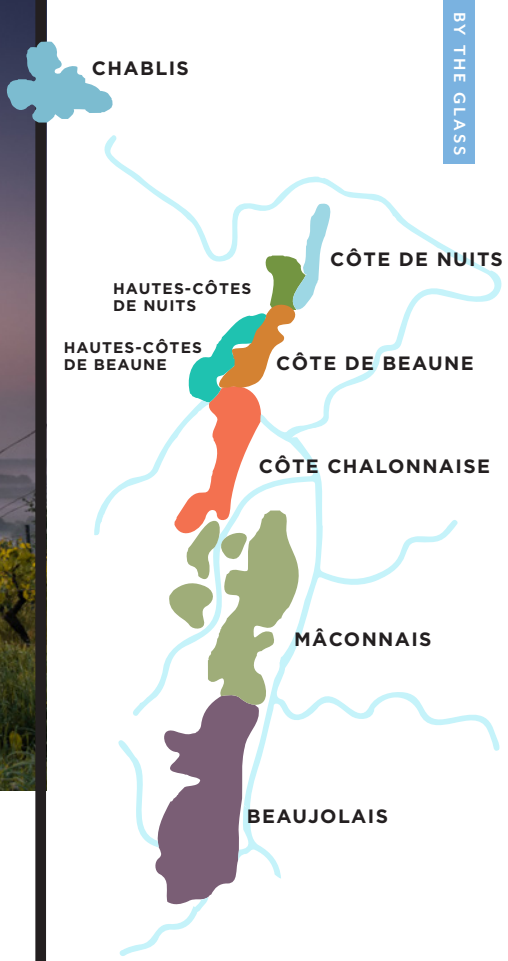 BY THE GLASS
CHABLIS
CÔTE DE NUITS
HAUTES-CÔTES
DE NUITS
HAUTES-CÔTES
DE BEAUNE
CÔTE DE BEAUNE
CÔTE CHALONNAISE
MÂCONNAIS
BEAUJOLAIS